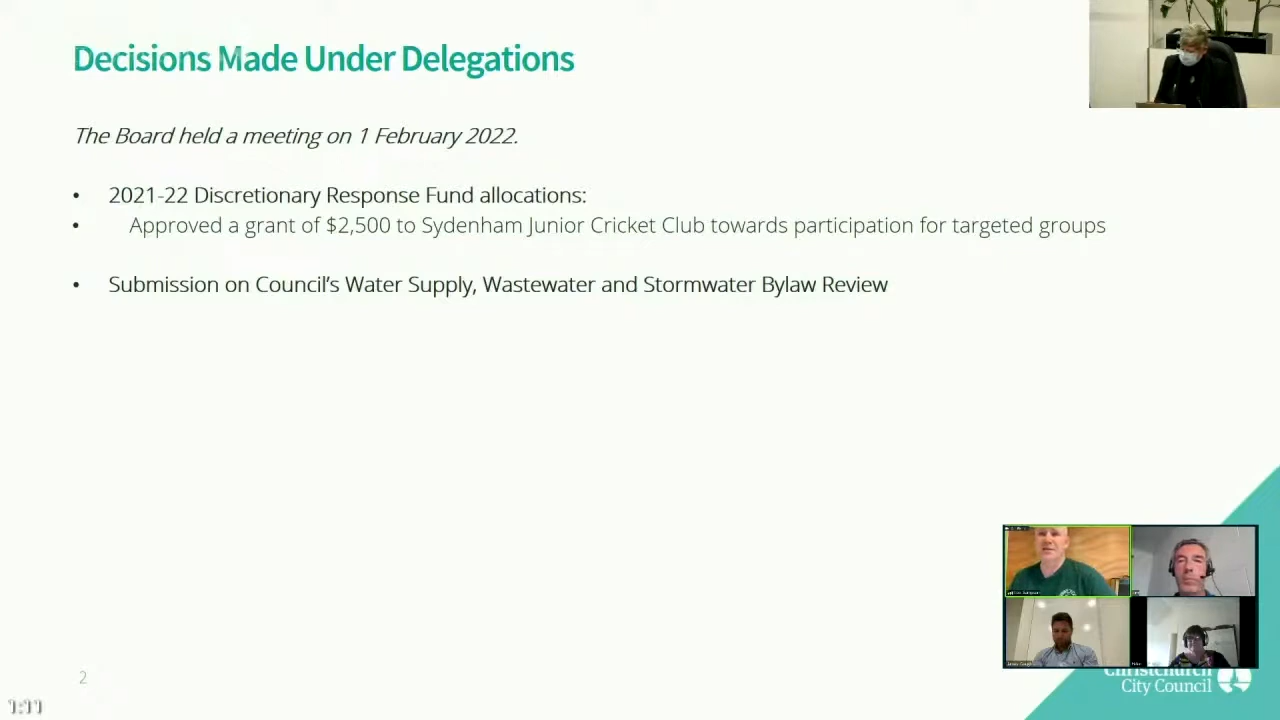 Decisions Made Under Delegations
The Board held a meeting on 1 February 2022.
• 2021-22 Discretionary Response Fund allocations:
• Approved a grant of $2,500 to Sydenham Junior Cricket Club towards participation for targeted groups
• Submission on Council's Water Supply, Wastewater and Stormwater Bylaw Review
Christchurch
City Council
2
1:11